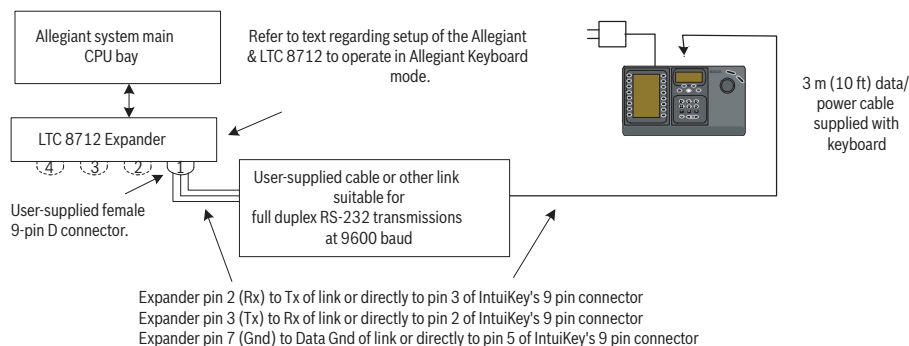 Allegiant system main
CPU bay
Refer to text regarding setup of the Allegiant
& LTC 8712 to operate in Allegiant Keyboard
mode.
3 m (10 ft) data/
power cable
supplied with
keyboard
LTC 8712 Expander
4 3 2 1
User-supplied female
9-pin D connector.
User-supplied cable or other link
suitable for
full duplex RS-232 transmissions
at 9600 baud
Expander pin 2 (Rx) to Tx of link or directly to pin 3 of IntuiKey's 9 pin connector
Expander pin 3 (Tx) to Rx of link or directly to pin 2 of IntuiKey's 9 pin connector
Expander pin 7 (Gnd) to Data Gnd of link or directly to pin 5 of IntuiKey's 9 pin connector